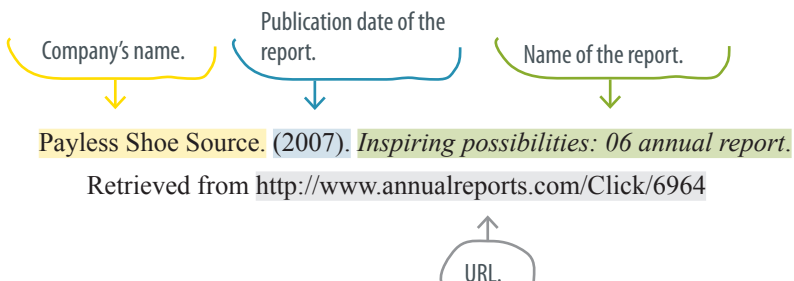 Publication date of the
Company's name.
report.
Name of the report.
Payless Shoe Source. (2007). Inspiring possibilities: 06 annual report.
Retrieved from http://www.annualreports.com/Click/6964
URL.